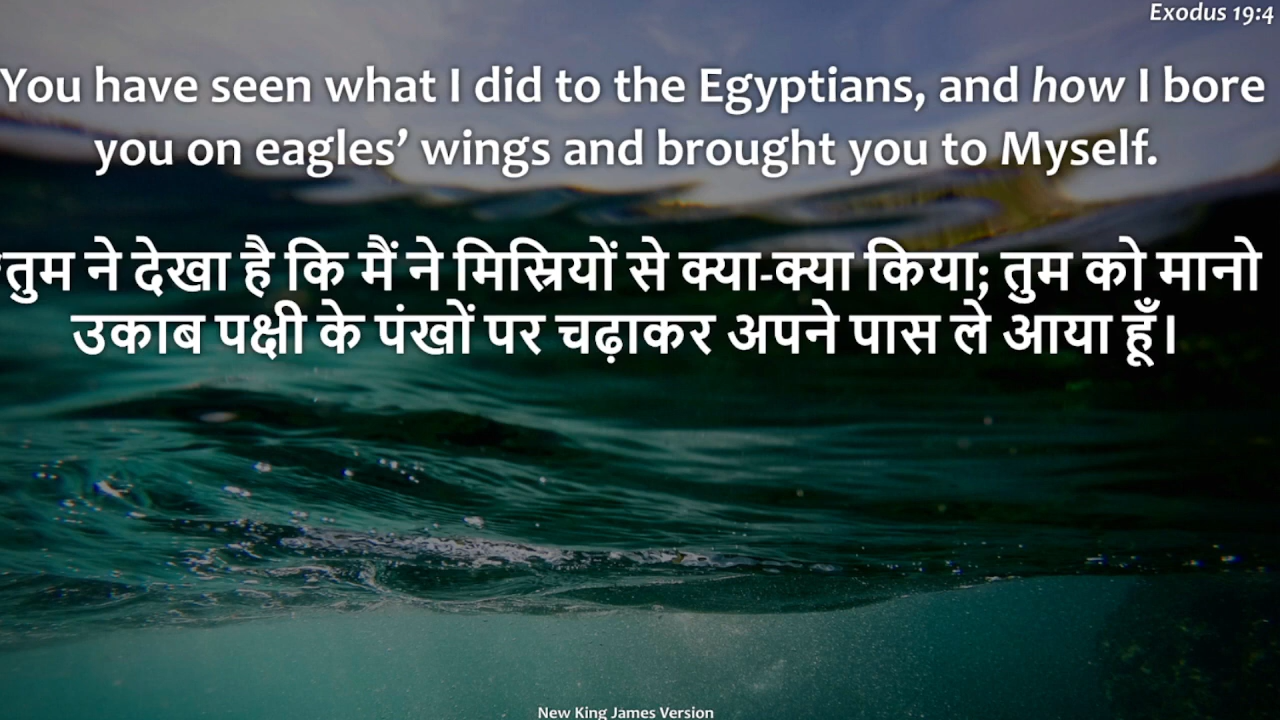 Exodus 19:4
You have seen what I did to the Egyptians, and how I bore
you on eagles’ wings and brought you to Myself.
‘तुम ने देखा है कि मैं ने मिस्रियों से क्या-क्या किया; तुम को मानो
उकाब पक्षी के पंखों पर चढ़ाकर अपने पास ले आया हूँ।
New King James Version